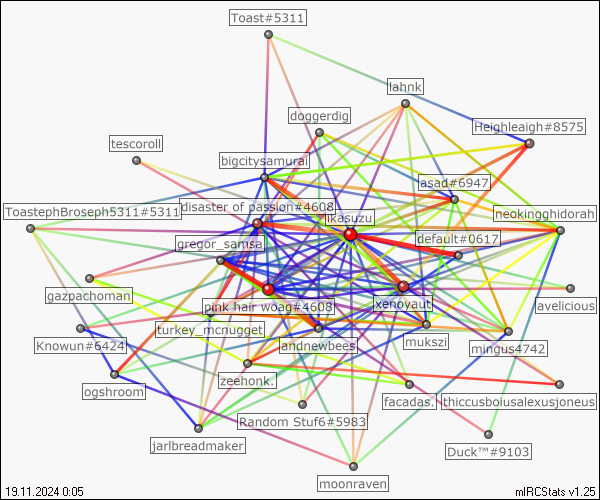 Toast#5311
lahnk
doggerdig
Heighleaigh#8575
tescoroll
bigcitysamurai
asad#6947
ToastephBroseph5311#5311
disaster of passion#4608
ikasuzu
neokingghidorah
default#0617
gregor_samsa
gazpachoman
pink hair woag#4608
xenoyaut
avelicious
turkey_mcnugget
Knowun#6424
landnewbees
mukszi
mingus4742
zeehonk.
ogshroom
facadas.
thiccusbousalexusjoneus
Random Stuf6#5983
jarlbreadmaker
Duck™#9103
moonraven
19.11.2024 0:05
mIRCStats v1.25